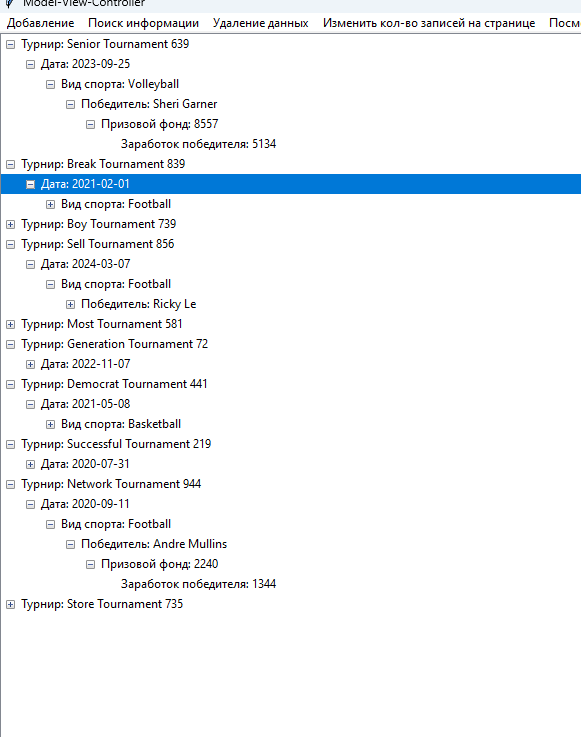 Model-View-Controller
Добавление Поиск информации Удаление данных Изменить кол-во записей на странице Посм
Турнир: Senior Tournament 639
Дата: 2023-09-25
Вид спорта: Volleyball
Победитель: Sheri Garner
Призовой фонд: 8557
Заработок победителя: 5134
Турнир: Break Tournament 839
Дата: 2021-02-01
Вид спорта: Football
Турнир: Boy Tournament 739
Турнир: Sell Tournament 856
Дата: 2024-03-07
Вид спорта: Football
Победитель: Ricky Le
Турнир: Most Tournament 581
Турнир: Generation Tournament 72
Дата: 2022-11-07
Турнир: Democrat Tournament 441
Дата: 2021-05-08
Вид спорта: Basketball
Турнир: Successful Tournament 219
Дата: 2020-07-31
Турнир: Network Tournament 944
Дата: 2020-09-11
Вид спорта: Football
Победитель: Andre Mullins
Призовой фонд: 2240
Заработок победителя: 1344
Турнир: Store Tournament 735